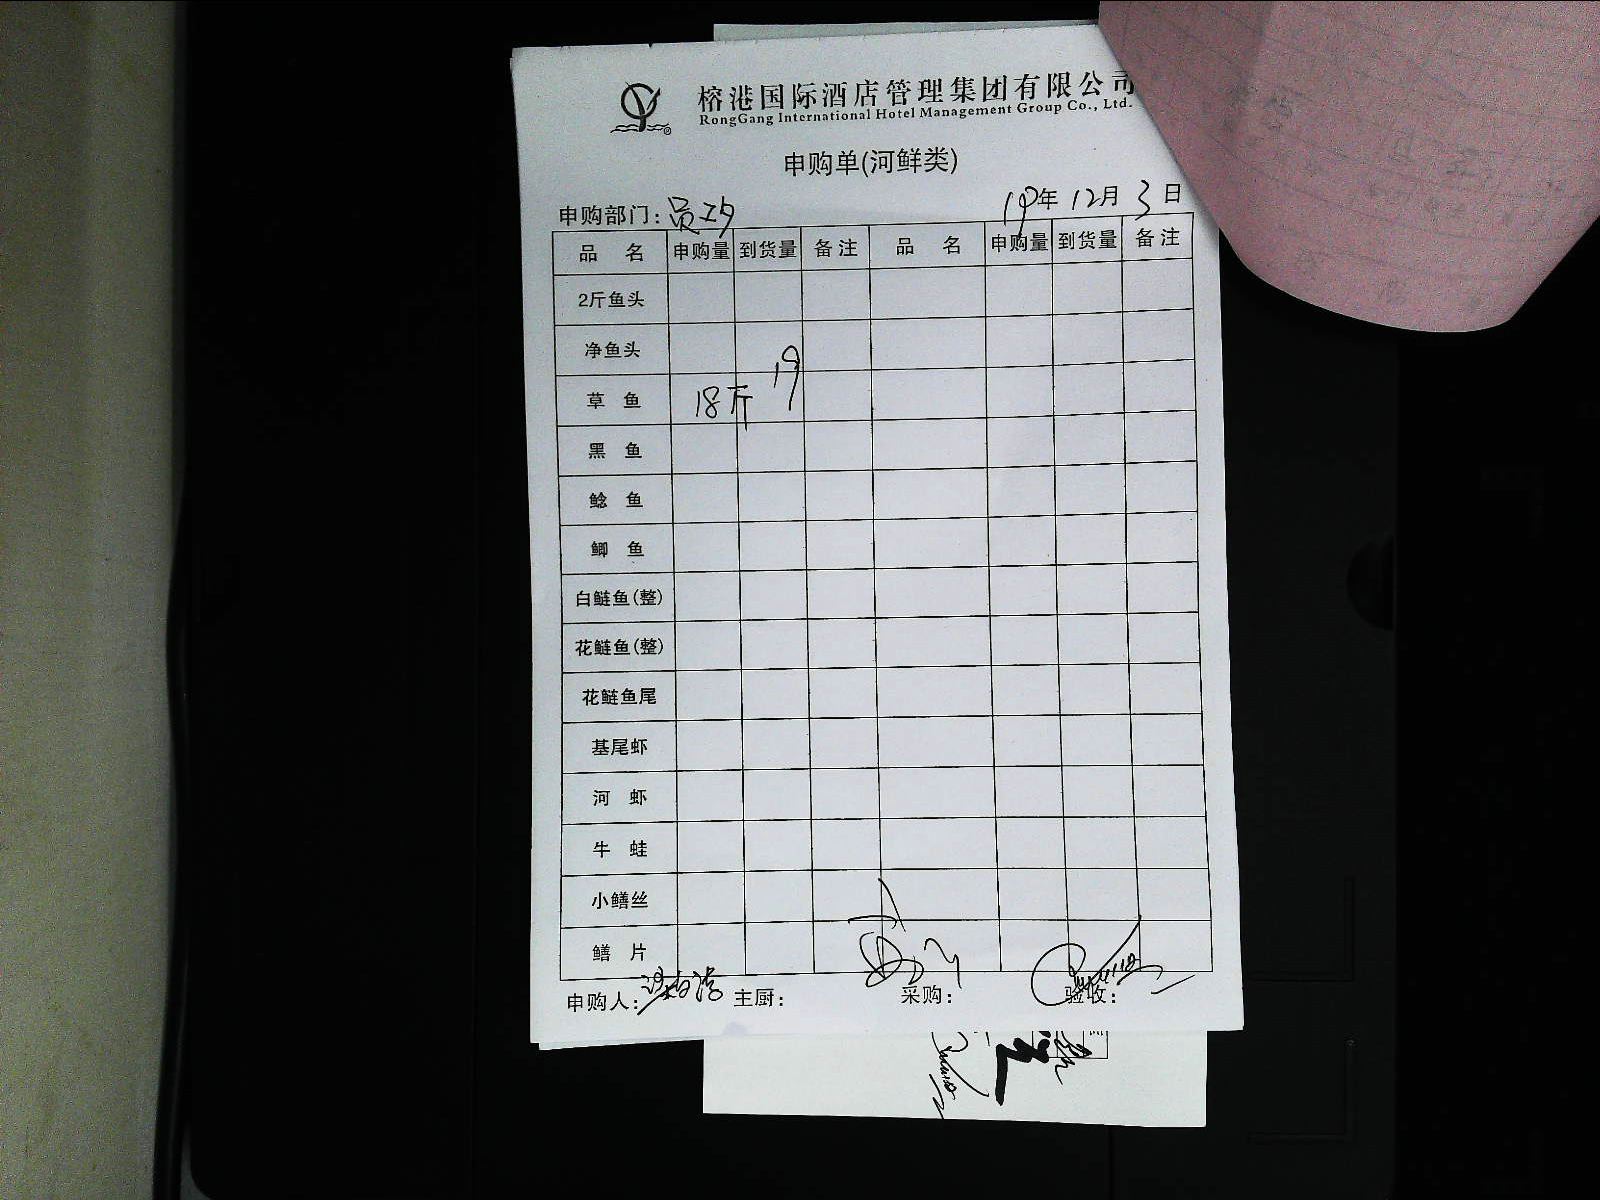 榕港国际酒店管理集团有限公司
RongGang International Hotel Management Group Co., Ltd.
申购单(河鲜类)
申购部门：员工 19年 12月 3日
品 名 申购量 到货量 备注 品 名 申购量 到货量 备注
2斤鱼头
净鱼头
草 鱼 18斤 19
黑 鱼
鲶 鱼
鲫 鱼
白鲢鱼(整)
花鲢鱼(整)
花鲢鱼尾
基尾虾
河 虾
牛 蛙
小鳝丝
鳝 片
申购人： 主厨： 采购： 验收：